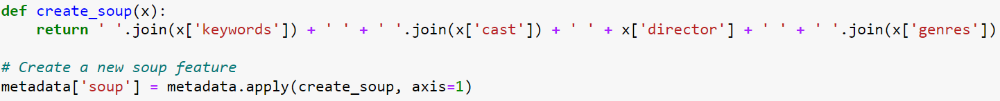 def create_soup(x):
    return ' '.join(x['keywords']) + ' ' + ' '.join(x['cast']) + ' ' + x['director'] + ' ' + ' '.join(x['genres'])
# Create a new soup feature
metadata['soup'] = metadata.apply(create_soup, axis=1)